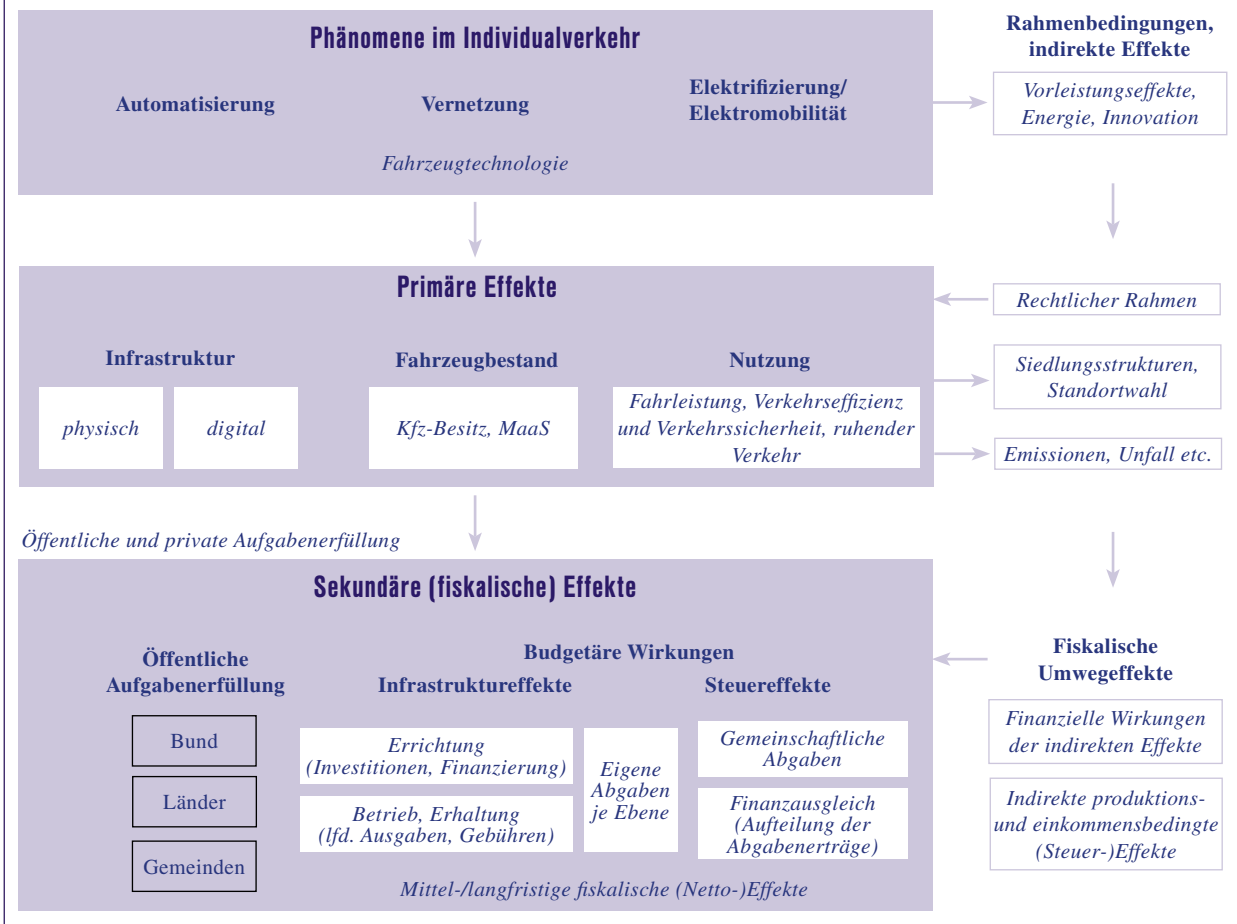 Phänomene im Individualverkehr
Automatisierung
Vernetzung
Elektrifizierung/
Elektromobilität
Fahrzeugtechnologie
Rahmenbedingungen,
indirekte Effekte
Vorleistungseffekte,
Energie, Innovation
Primäre Effekte
Infrastruktur
physisch
digital
Fahrzeugbestand
Kfz-Besitz, MaaS
Nutzung
Fahrleistung, Verkehrseffizienz
und Verkehrssicherheit, ruhender
Verkehr
Rechtlicher Rahmen
Siedlungsstrukturen,
Standortwahl
Emissionen, Unfall etc.
Öffentliche und private Aufgabenerfüllung
Sekundäre (fiskalische) Effekte
Öffentliche
Aufgabenerfüllung
Bund
Länder
Gemeinden
Budgetäre Wirkungen
Infrastruktureffekte
Steuereffekte
Errichtung
(Investitionen, Finanzierung)
Betrieb, Erhaltung
(lfd. Ausgaben, Gebühren)
Eigene
Abgaben
je Ebene
Gemeinschaftliche
Abgaben
Finanzausgleich
(Aufteilung der
Abgabenerträge)
Mittel-/langfristige fiskalische (Netto-)Effekte
Fiskalische
Umwegeffekte
Finanzielle Wirkungen
der indirekten Effekte
Indirekte produktions-
und einkommensbedingte
(Steuer-)Effekte